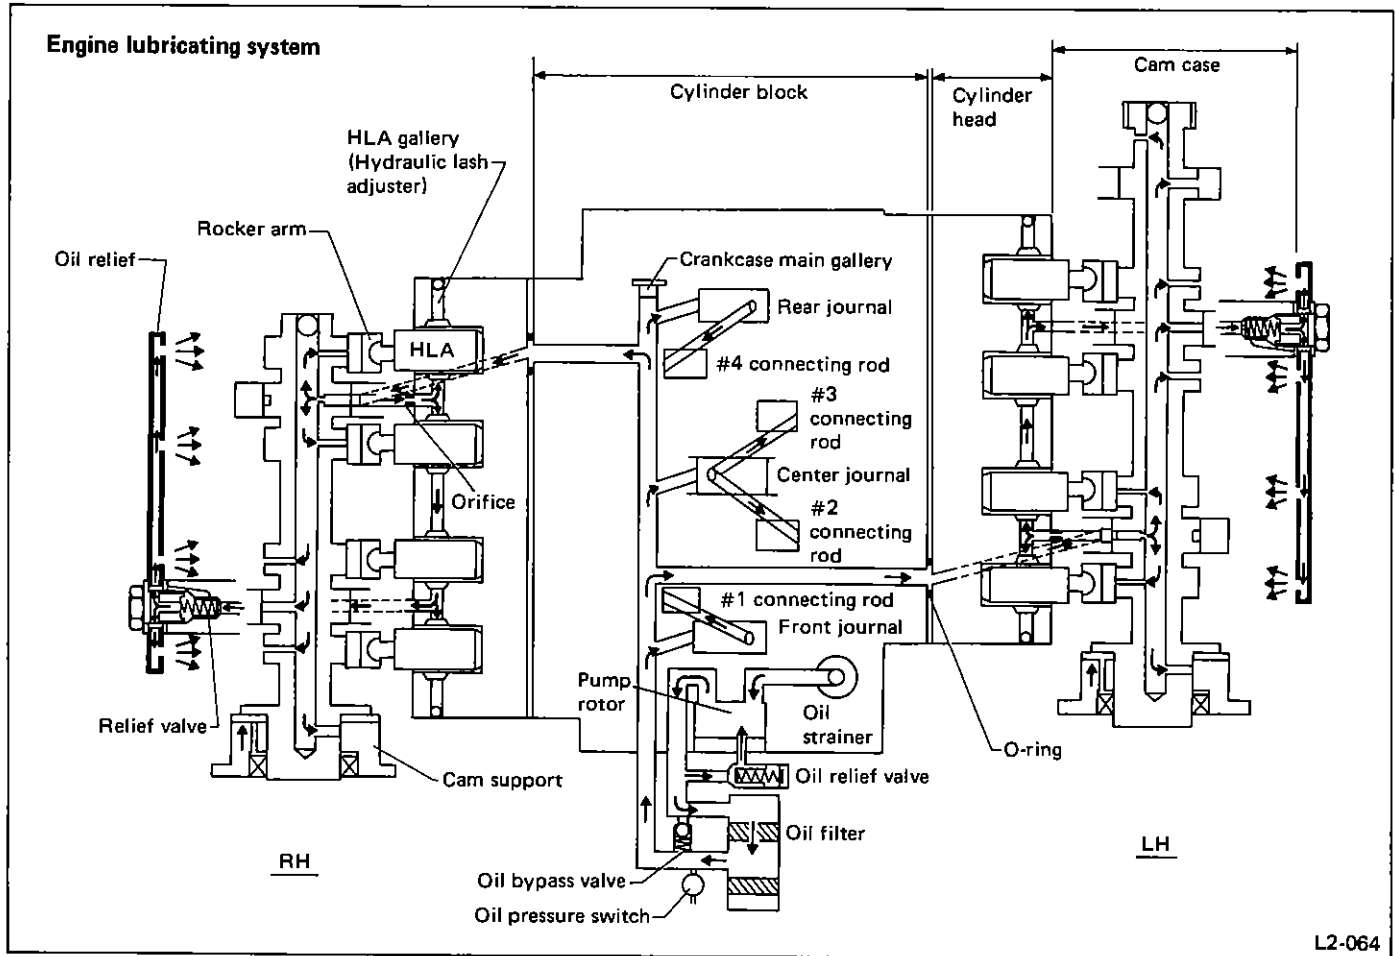 Engine lubricating system
Cam case
Cylinder block
Cylinder
head
HLA gallery
(Hydraulic lash
adjuster)
Rocker arm
Oil relief
Crankcase main gallery
Rear journal
HLA
#4 connecting rod
#3
connecting
rod
Center journal
Orifice
#2
connecting
rod
#1 connecting rod
Front journal
Pump
rotor
Oil
strainer
Relief valve
O-ring
Cam support
Oil relief valve
Oil filter
RH
LH
Oil bypass valve
Oil pressure switch
L2-064